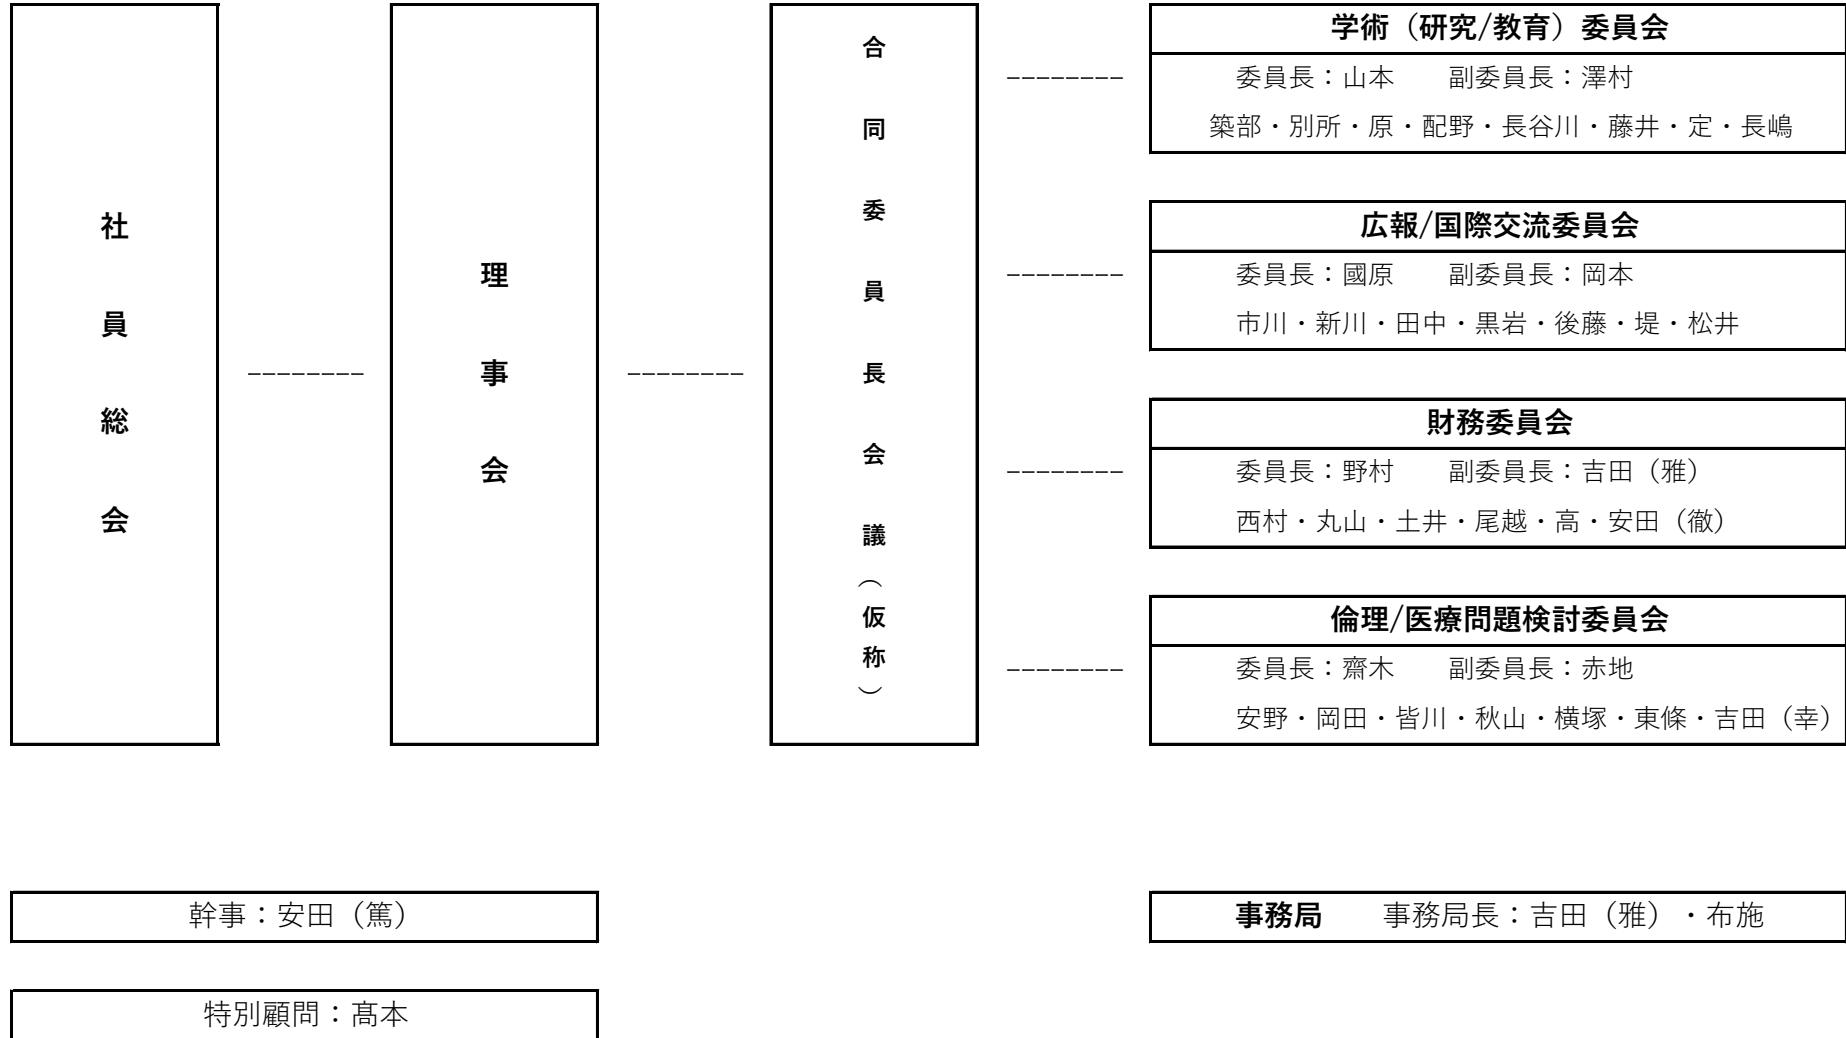 社員総会
--------
理事会
--------
合同委員長会議（仮称）
--------
学術（研究/教育）委員会
委員長：山本　　副委員長：澤村
築部・別所・原・配野・長谷川・藤井・定・長嶋
--------
広報/国際交流委員会
委員長：國原　　副委員長：岡本
市川・新川・田中・黒岩・後藤・堤・松井
--------
財務委員会
委員長：野村　　副委員長：吉田（雅）
西村・丸山・土井・尾越・高・安田（徹）
--------
倫理/医療問題検討委員会
委員長：齋木　　副委員長：赤地
安野・岡田・皆川・秋山・横塚・東條・吉田（幸）
幹事：安田（篤）
事務局　　事務局長：吉田（雅）・布施
特別顧問：髙本